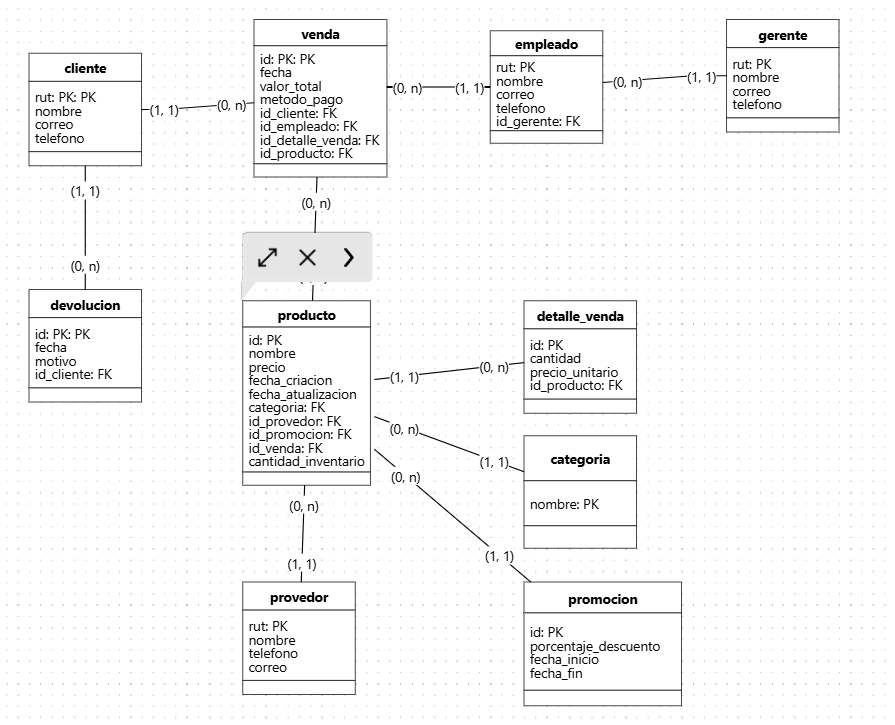 venda
id: PK: PK
fecha
valor_total
metodo_pago
id_cliente: FK
id_empleado: FK
id_detalle_venda: FK
id_producto: FK
empleado
rut: PK
nombre
correo
telefono
id_gerente: FK
gerente
rut: PK
nombre
correo
telefono
cliente
rut: PK: PK
nombre
correo
telefono
(1, 1)
(0, n)
(0, n)
(1, 1)
(0, n)
(1, 1)
(1, 1)
(0, n)
(0, n)
devolucion
id: PK: PK
fecha
motivo
id_cliente: FK
producto
id: PK
nombre
precio
fecha_criacion
fecha_atualizacion
categoria: FK
id_provedor: FK
id_promocion: FK
id_venda: FK
cantidad_inventario
(1, 1)
(0, n)
detalle_venda
id: PK
cantidad
precio_unitario
id_producto: FK
(0, n)
(1, 1)
categoria
nombre: PK
(0, n)
(1, 1)
(0, n)
(1, 1)
provedor
rut: PK
nombre
telefono
correo
promocion
id: PK
porcentaje_descuento
fecha_inicio
fecha_fin